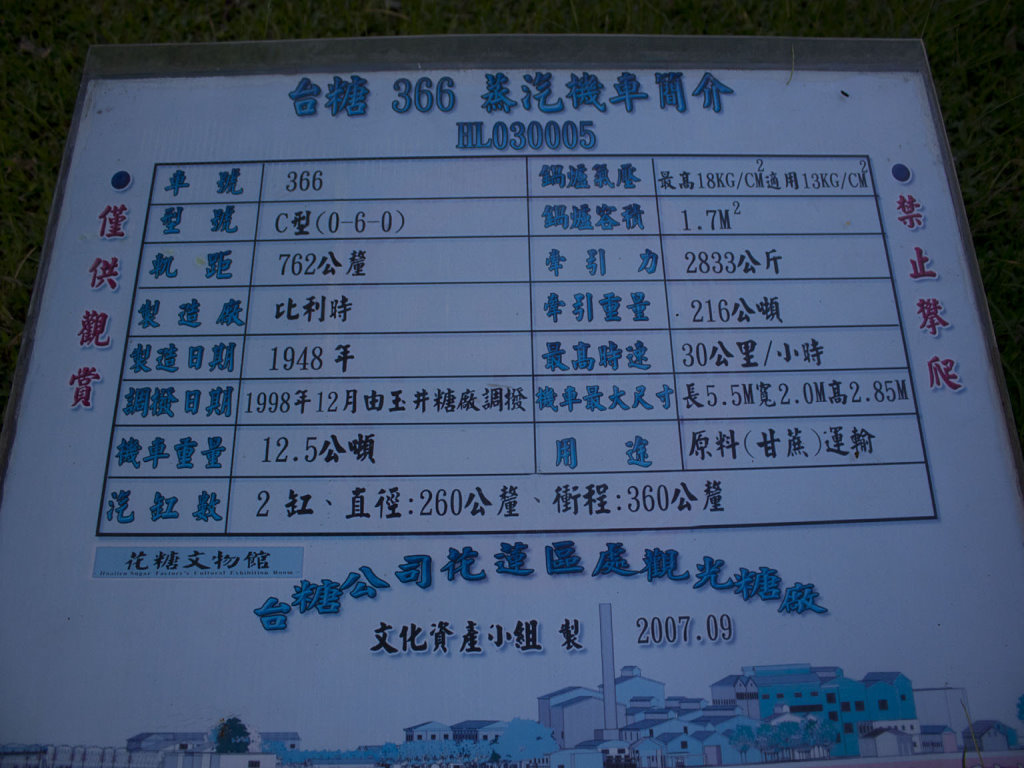 台糖 366 蒸汽機車簡介
HL030005
僅供觀賞
禁止攀爬
車號 366 鍋爐氣壓 最高18KG/CM²適用13KG/CM²
型號 C型(0-6-0) 鍋爐容積 1.7M²
軌距 762公釐 牽引力 2833公斤
製造廠 比利時 牽引重量 216公噸
製造日期 1948年 最高時速 30公里/小時
調撥日期 1998年12月由玉井糖廠調撥 機車最大尺寸 長5.5M寬2.0M高2.85M
機車重量 12.5公噸 用途 原料(甘蔗)運輸
汽缸數 2 缸、直徑:260公釐、衝程:360公釐
花糖文物館
Hualien Sugar Factory's Cultural Exhibition Room
台糖公司花蓮區處觀光糖廠
文化資產小組 製 2007.09